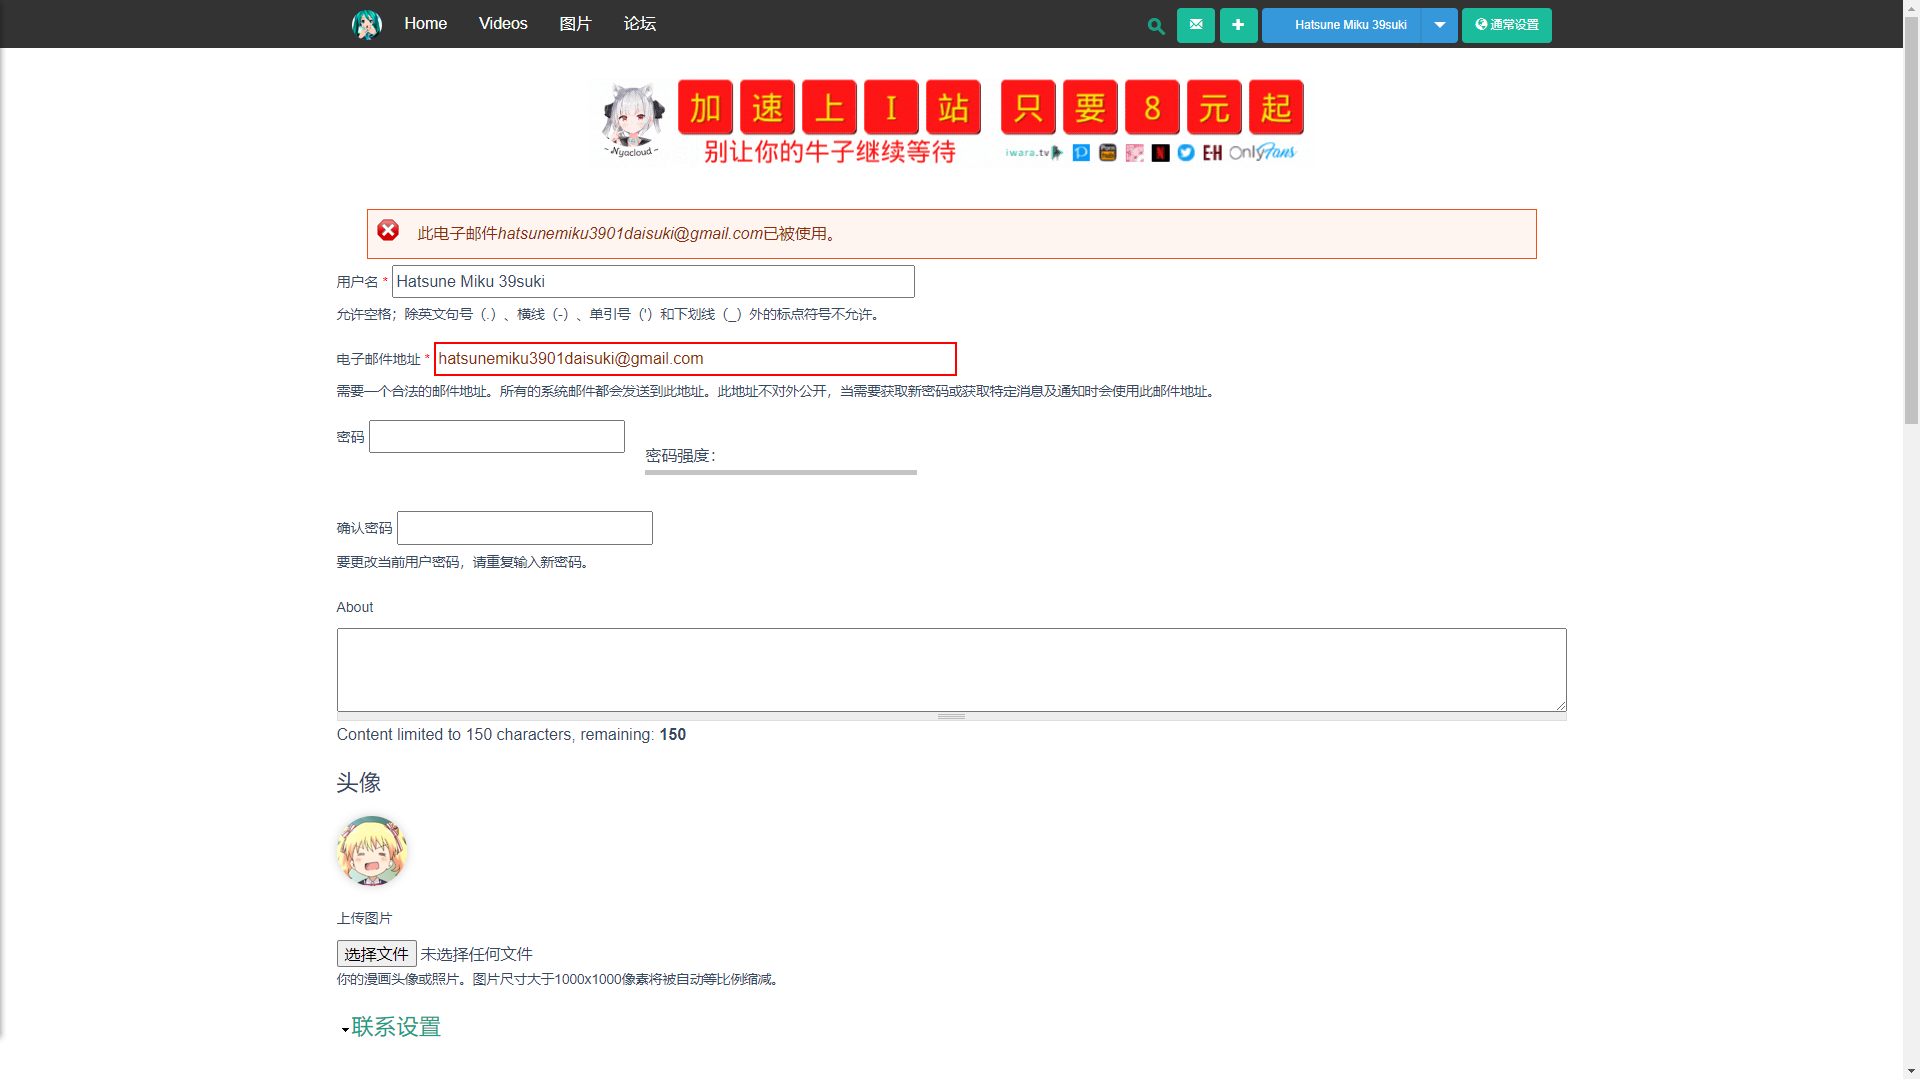 Home Videos 图片 论坛 Hatsune Miku 39suki 通常设置
加速上I站 只要8元起
~Nyacloud~
别让你的牛子继续等待 iwara.tv E-H OnlyFans
此电子邮件hatsunemiku3901daisuki@gmail.com已被使用。
用户名 * Hatsune Miku 39suki
允许空格；除英文句号（.）、横线（-）、单引号（'）和下划线（_）外的标点符号不允许。
电子邮件地址 * hatsunemiku3901daisuki@gmail.com
需要一个合法的邮件地址。所有的系统邮件都会发送到此地址。此地址不对外公开，当需要获取新密码或获取特定消息及通知时会使用此邮件地址。
密码
密码强度：
确认密码
要更改当前用户密码，请重复输入新密码。
About
Content limited to 150 characters, remaining: 150
头像
上传图片
选择文件 未选择任何文件
你的漫画头像或照片。图片尺寸大于1000x1000像素将被自动等比例缩减。
联系设置